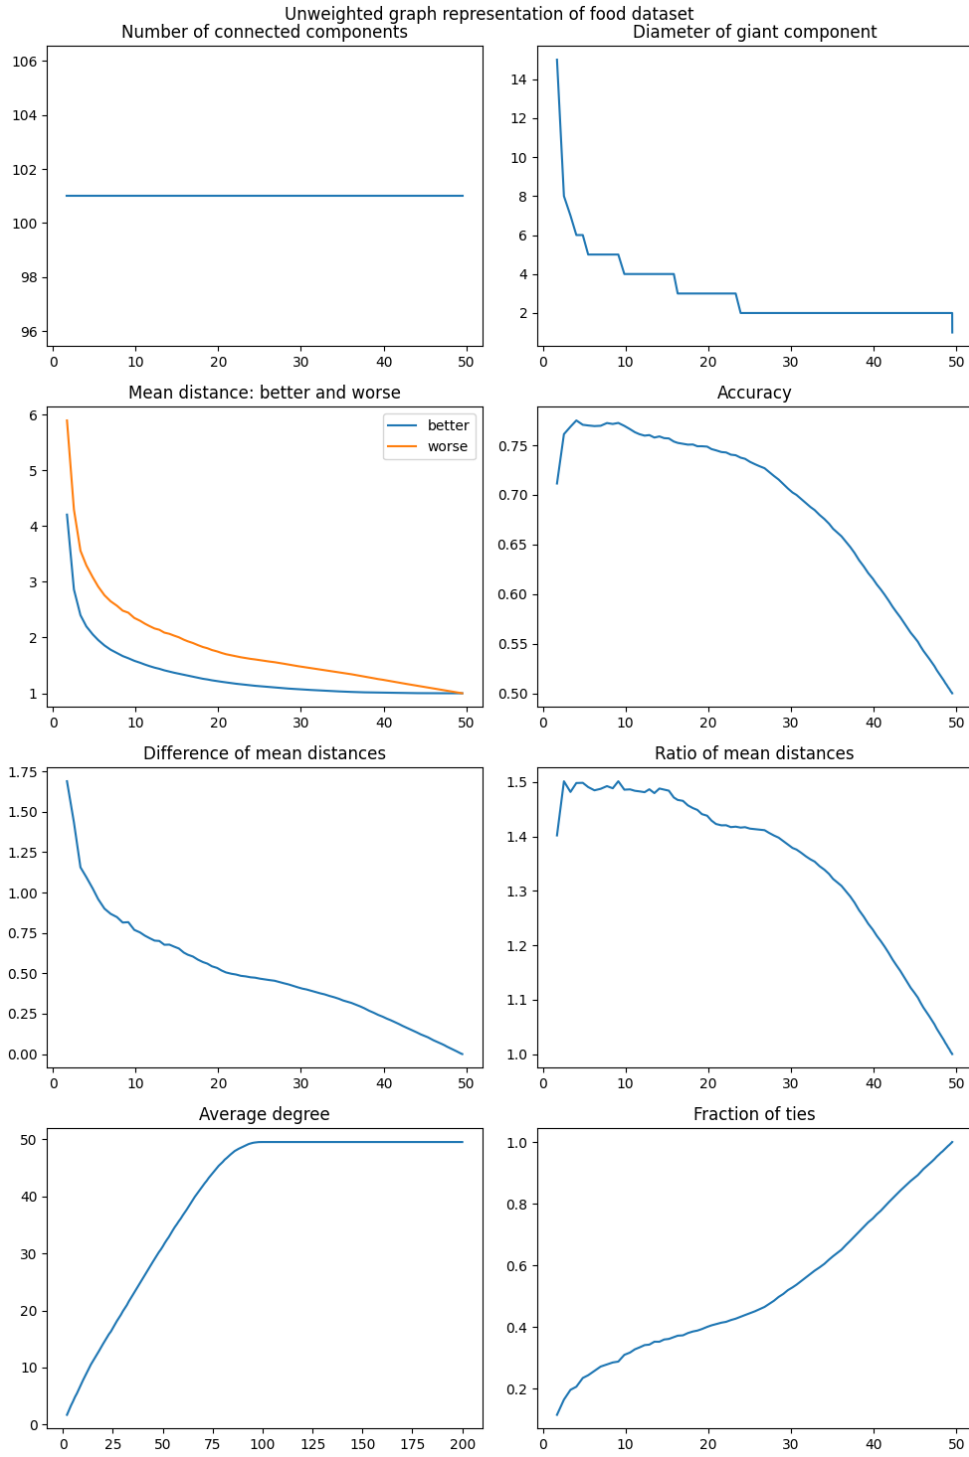 Unweighted graph representation of food dataset
Number of connected components
106
104
102
100
98
96
0 10 20 30 40 50
Diameter of giant component
14
12
10
8
6
4
2
0 10 20 30 40 50
Mean distance: better and worse
better
worse
6
5
4
3
2
1
0 10 20 30 40 50
Accuracy
0.75
0.70
0.65
0.60
0.55
0.50
0 10 20 30 40 50
Difference of mean distances
1.75
1.50
1.25
1.00
0.75
0.50
0.25
0.00
0 10 20 30 40 50
Ratio of mean distances
1.5
1.4
1.3
1.2
1.1
1.0
0 10 20 30 40 50
Average degree
50
40
30
20
10
0
0 25 50 75 100 125 150 175 200
Fraction of ties
1.0
0.8
0.6
0.4
0.2
0 10 20 30 40 50